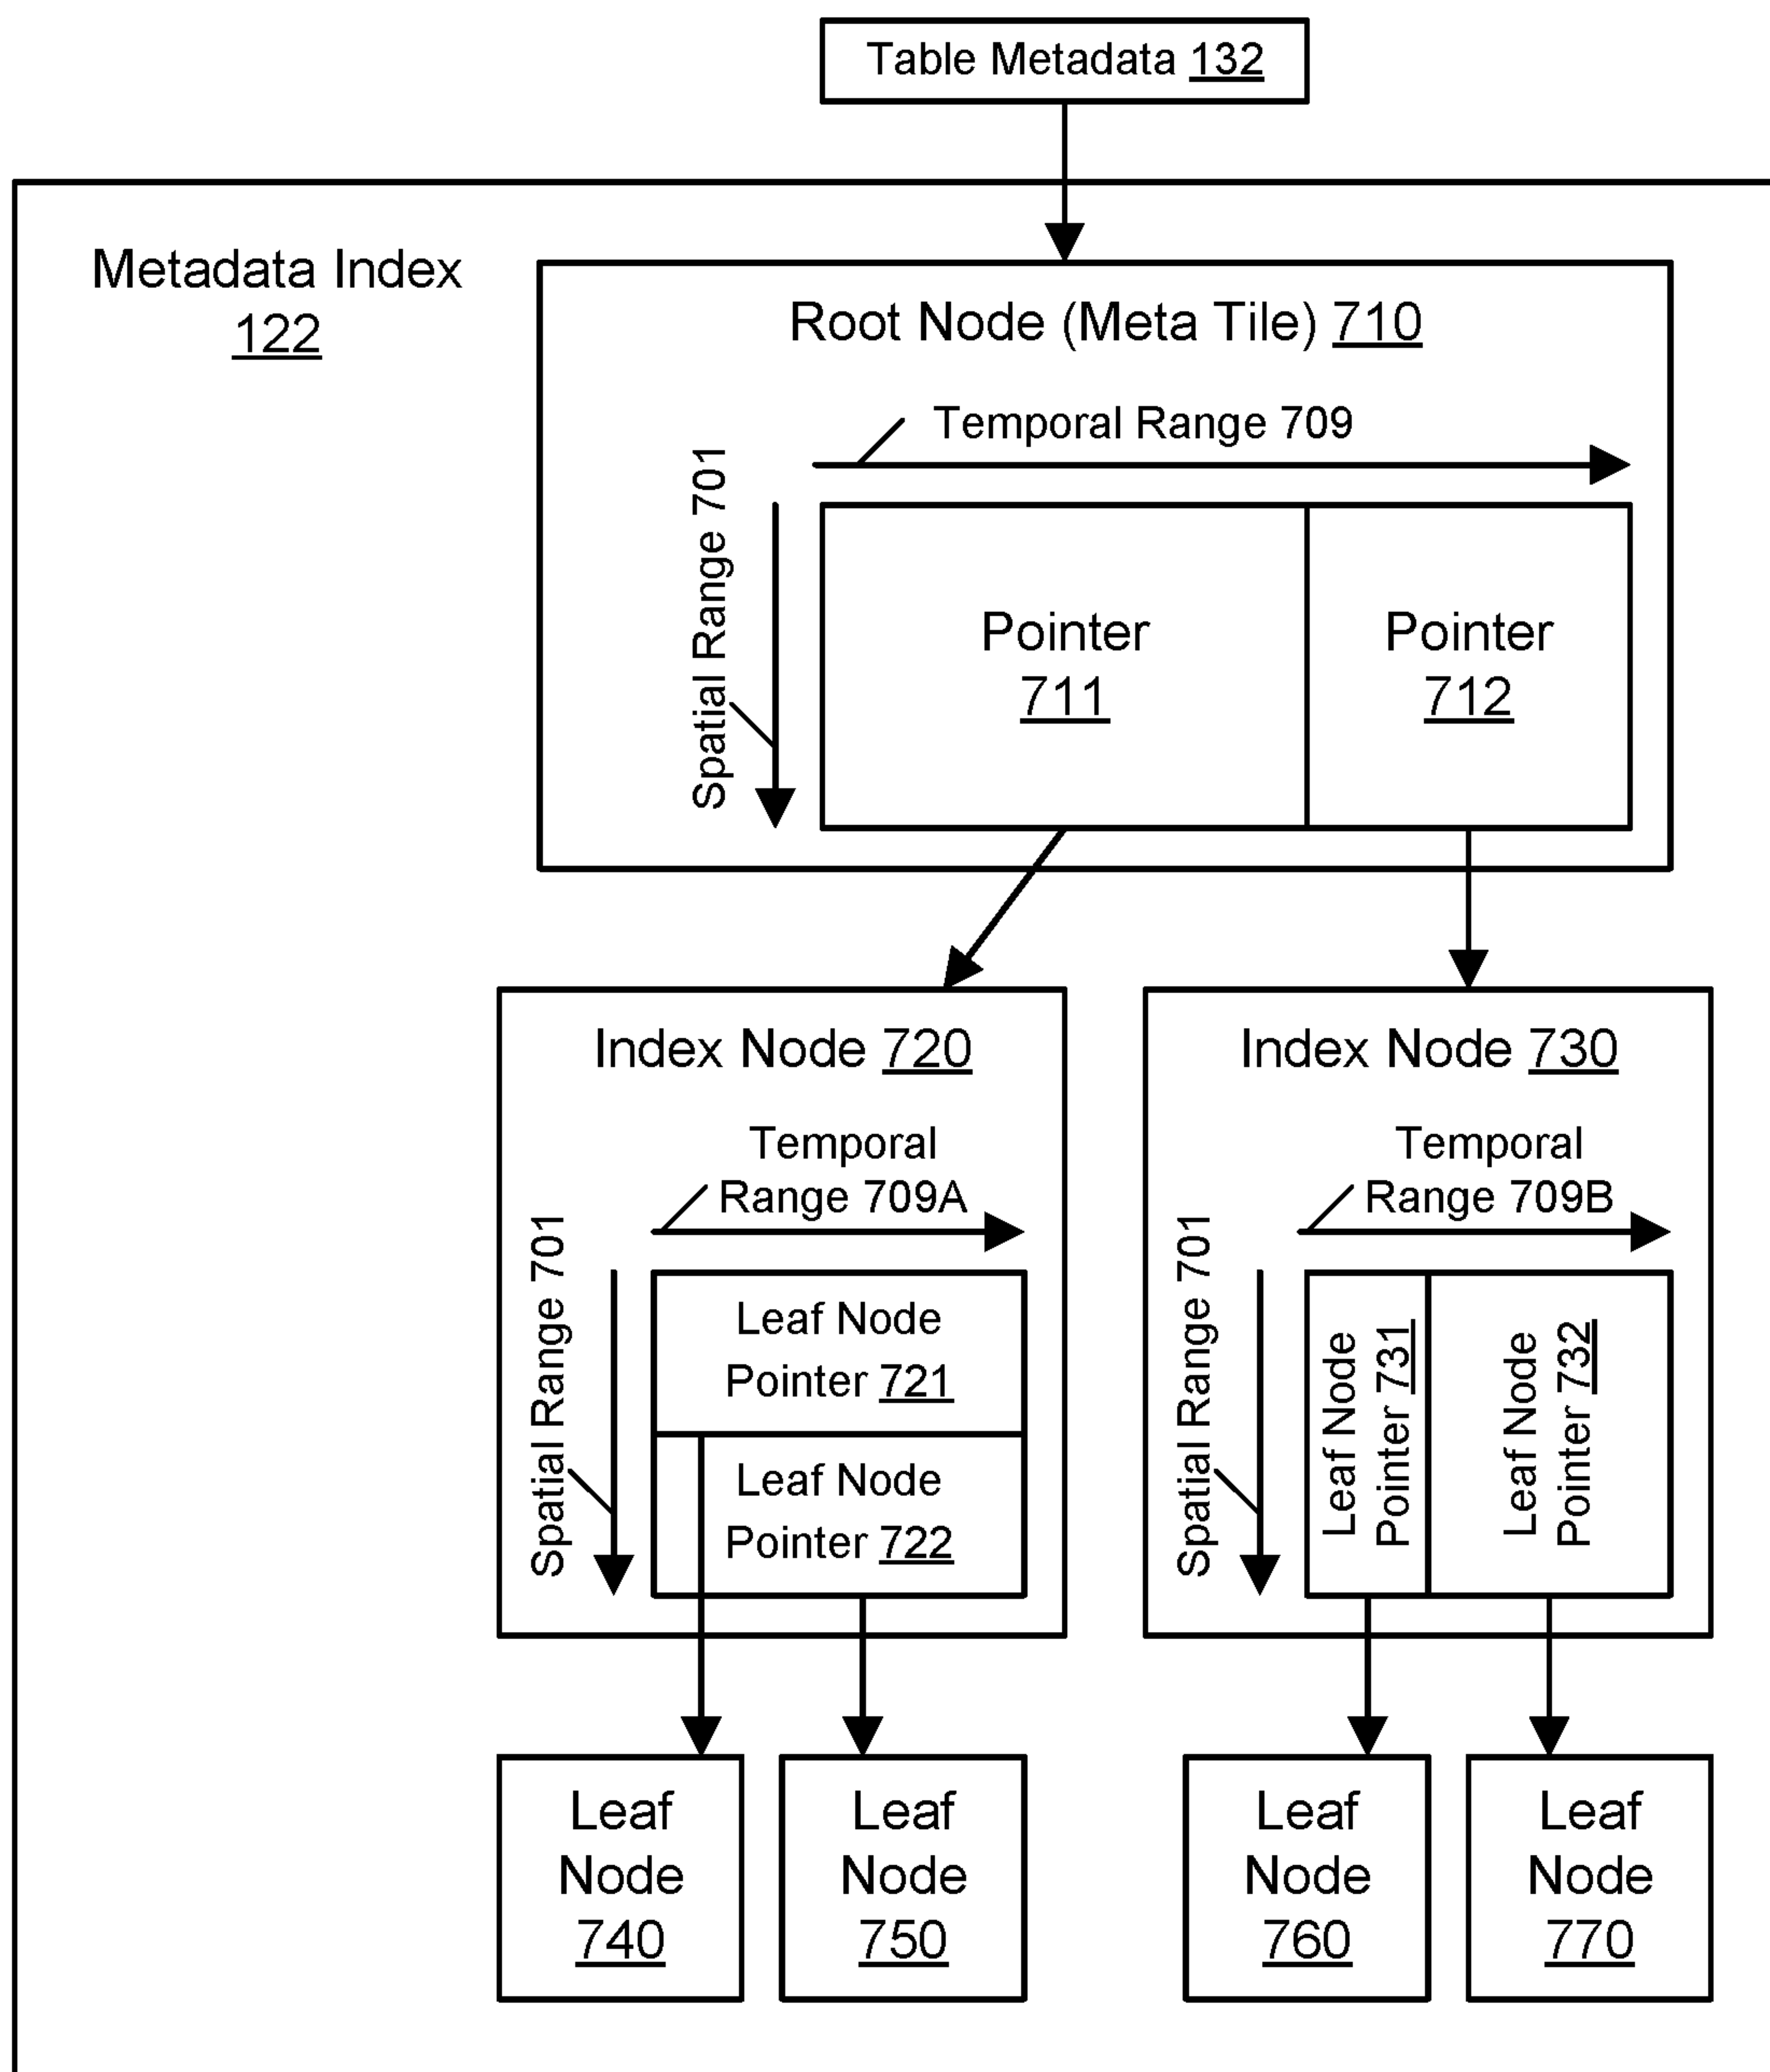 Table Metadata 132
Metadata Index
122
Root Node (Meta Tile) 710
Temporal Range 709
Spatial Range 701
Pointer
711
Pointer
712
Index Node 720
Temporal
Range 709A
Spatial Range 701
Leaf Node
Pointer 721
Leaf Node
Pointer 722
Index Node 730
Temporal
Range 709B
Spatial Range 701
Leaf Node
Pointer 731
Leaf Node
Pointer 732
Leaf
Node
740
Leaf
Node
750
Leaf
Node
760
Leaf
Node
770